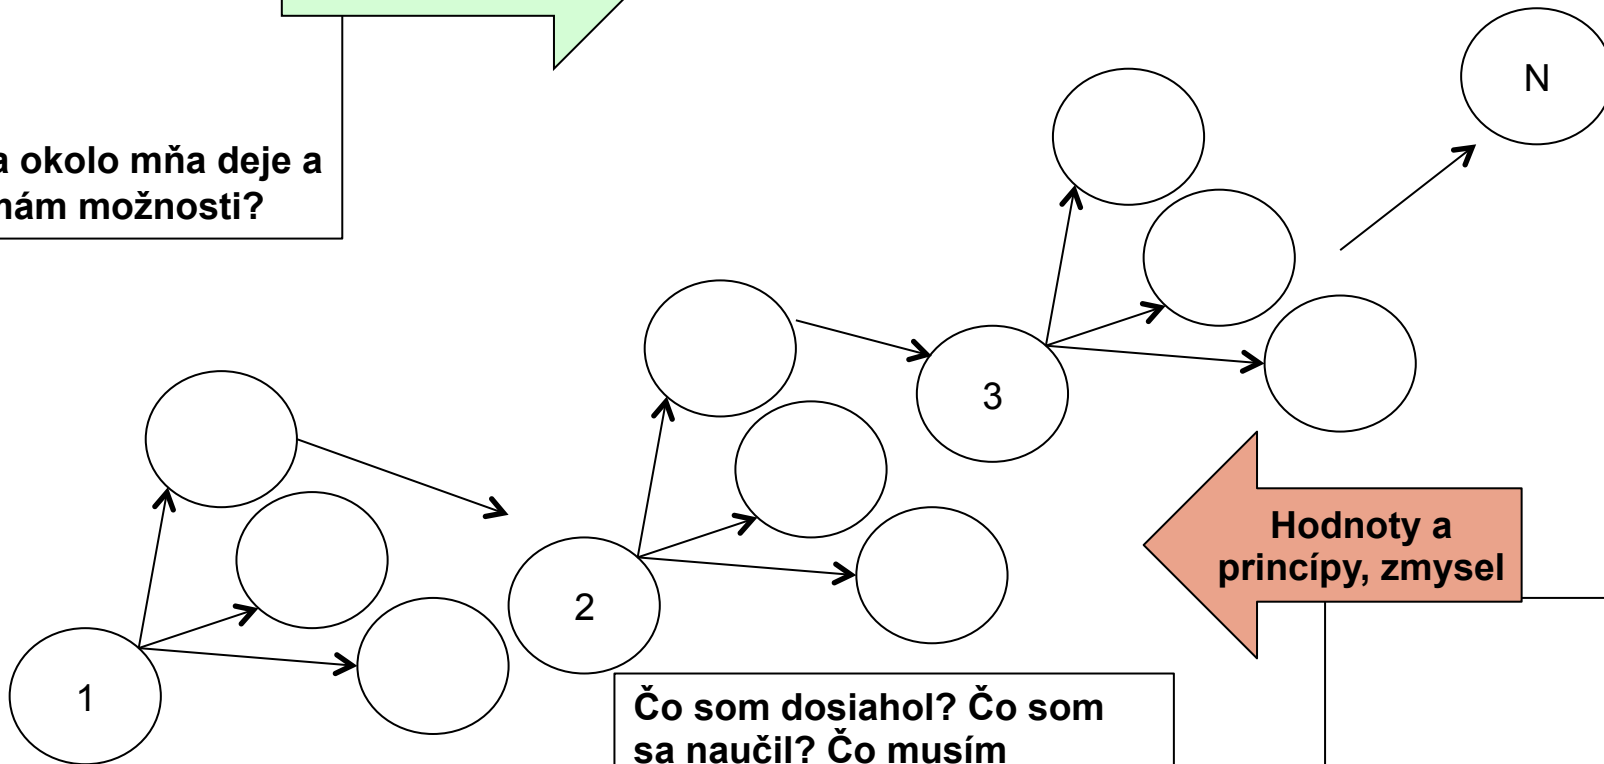 N
a okolo mňa deje a
mám možnosti?
3
Hodnoty a
princípy, zmysel
2
1
Čo som dosiahol? Čo som
sa naučil? Čo musím